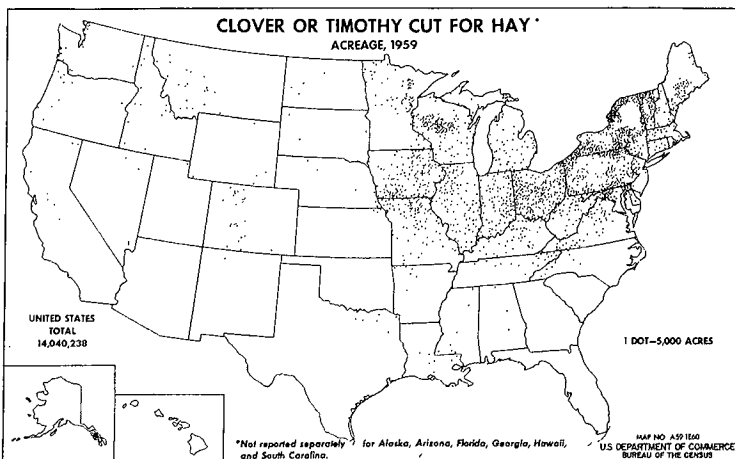 CLOVER OR TIMOTHY CUT FOR HAY*
ACREAGE, 1959
UNITED STATES
TOTAL
14,040,238
1 DOT—5,000 ACRES
*Not reported separately for Alaska, Arizona, Florida, Georgia, Hawaii,
and South Carolina.
MAP NO. A59 1E60
U.S. DEPARTMENT OF COMMERCE
BUREAU OF THE CENSUS